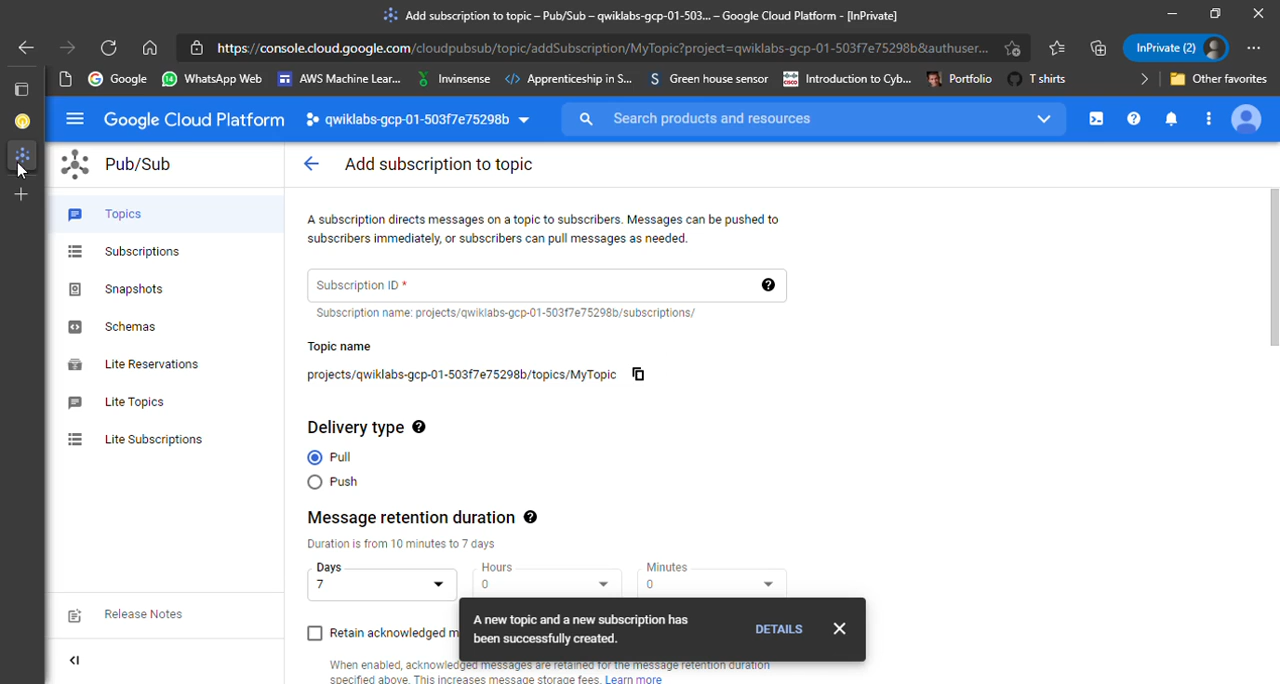 Add subscription to topic – Pub/Sub – qwiklabs-gcp-01-503... – Google Cloud Platform - [InPrivate]
https://console.cloud.google.com/cloudpubsub/topic/addSubscription/MyTopic?project=qwiklabs-gcp-01-503f7e75298b&authuser...
InPrivate (2)
Google
WhatsApp Web
AWS Machine Lear...
Invinsense
Apprenticeship in S...
Green house sensor
Introduction to Cyb...
Portfolio
T shirts
Other favorites
Google Cloud Platform
qwiklabs-gcp-01-503f7e75298b
Search products and resources
Pub/Sub
Add subscription to topic
Topics
Subscriptions
Snapshots
Schemas
Lite Reservations
Lite Topics
Lite Subscriptions
Release Notes
A subscription directs messages on a topic to subscribers. Messages can be pushed to
subscribers immediately, or subscribers can pull messages as needed.
Subscription ID *
Subscription name: projects/qwiklabs-gcp-01-503f7e75298b/subscriptions/
Topic name
projects/qwiklabs-gcp-01-503f7e75298b/topics/MyTopic
Delivery type
Pull
Push
Message retention duration
Duration is from 10 minutes to 7 days
Days
7
Hours
0
Minutes
0
Retain acknowledged m
When enabled, acknowledged messages are retained for the message retention duration
specified above. This increases message storage fees. Learn more
A new topic and a new subscription has
been successfully created.
DETAILS